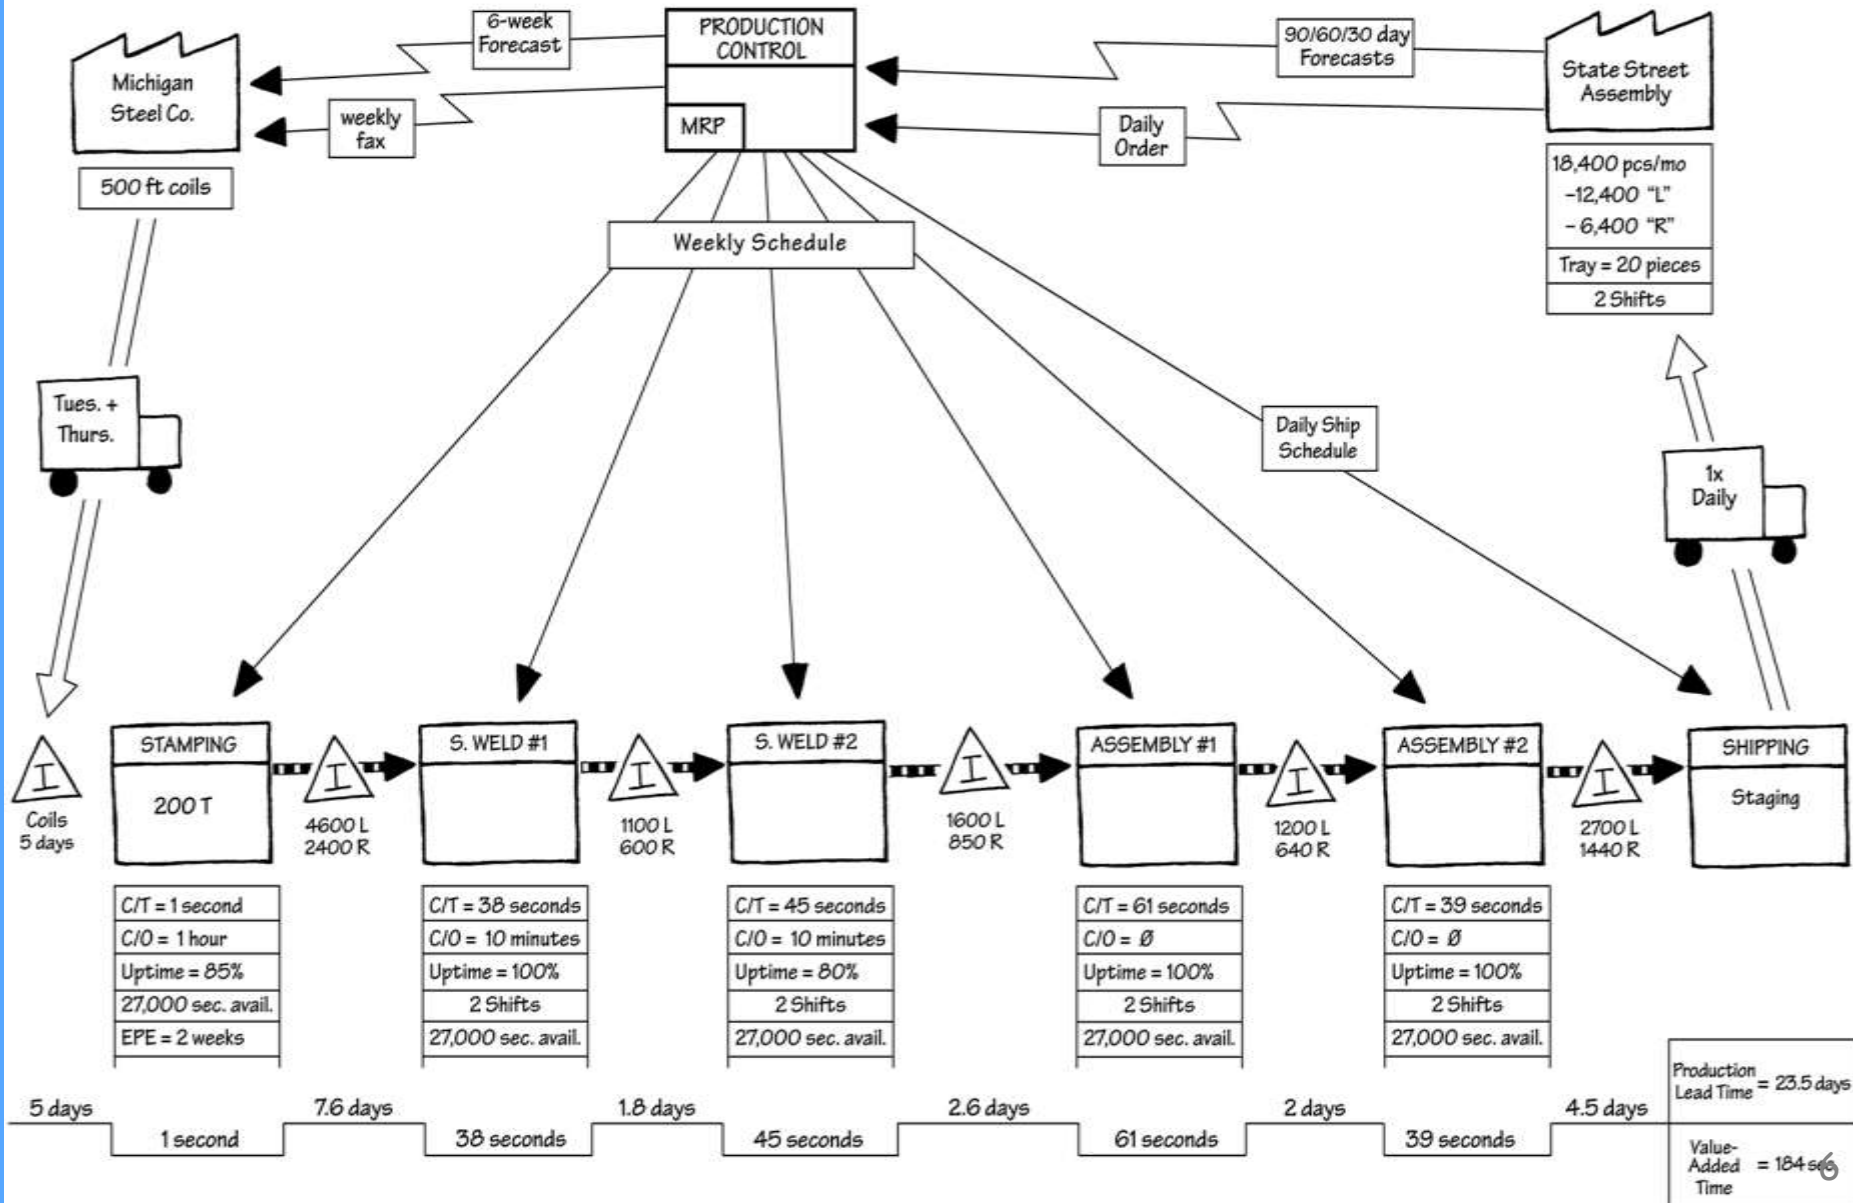 6-week
Forecast
PRODUCTION
CONTROL
90/60/30 day
Forecasts
Michigan
Steel Co.
State Street
Assembly
weekly
fax
MRP
Daily
Order
500 ft coils
18,400 pcs/mo
-12,400 “L”
- 6,400 “R”
Tray = 20 pieces
2 Shifts
Weekly Schedule
Tues. +
Thurs.
Daily Ship
Schedule
1x
Daily
I
Coils
5 days
STAMPING
200 T
I
4600 L
2400 R
S. WELD #1
I
1100 L
600 R
S. WELD #2
I
1600 L
850 R
ASSEMBLY #1
I
1200 L
640 R
ASSEMBLY #2
I
2700 L
1440 R
SHIPPING
Staging
C/T = 1 second
C/O = 1 hour
Uptime = 85%
27,000 sec. avail.
EPE = 2 weeks
C/T = 38 seconds
C/O = 10 minutes
Uptime = 100%
2 Shifts
27,000 sec. avail.
C/T = 45 seconds
C/O = 10 minutes
Uptime = 80%
2 Shifts
27,000 sec. avail.
C/T = 61 seconds
C/O = Ø
Uptime = 100%
2 Shifts
27,000 sec. avail.
C/T = 39 seconds
C/O = Ø
Uptime = 100%
2 Shifts
27,000 sec. avail.
5 days
1 second
7.6 days
38 seconds
1.8 days
45 seconds
2.6 days
61 seconds
2 days
39 seconds
4.5 days
Production
Lead Time = 23.5 days
Value-
Added = 184 sec
Time
6